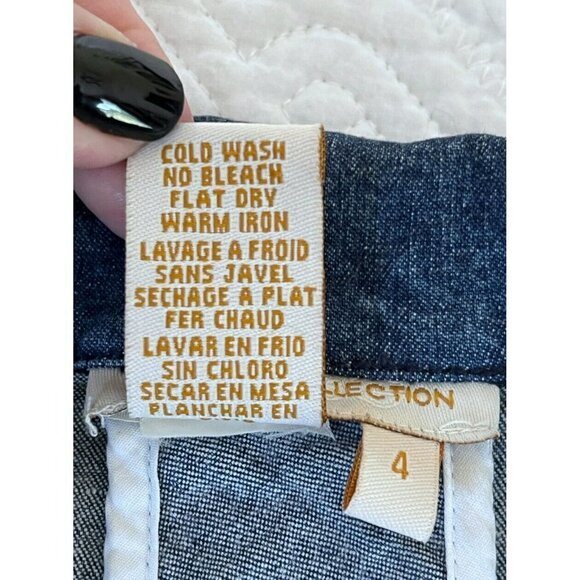 COLD WASH
NO BLEACH
FLAT DRY
WARM IRON
LAVAGE A FROID
SANS JAVEL
SECHAGE A PLAT
FER CHAUD
LAVAR EN FRIO
SIN CHLORO
SECAR EN MESA
PLANCHAR EN
LLECTION
4